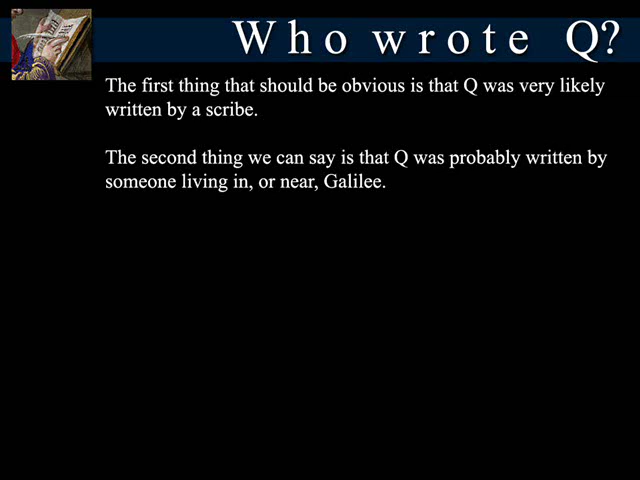 Who wrote Q?
The first thing that should be obvious is that Q was very likely
written by a scribe.
The second thing we can say is that Q was probably written by
someone living in, or near, Galilee.